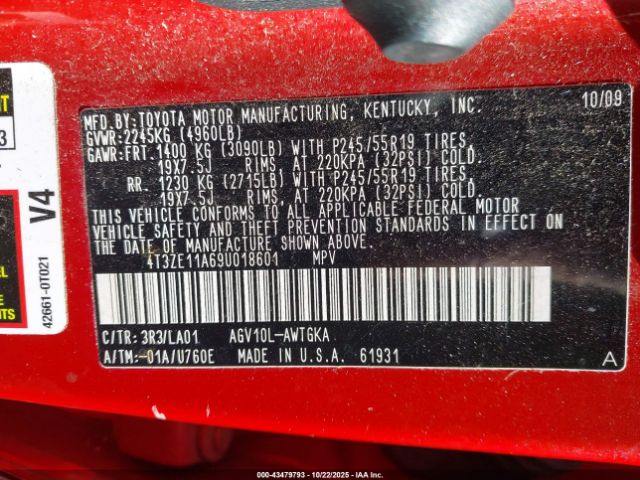 MFD.BY:TOYOTA MOTOR MANUFACTURING, KENTUCKY, INC. 10/09
GVWR:2245KG (4960LB)
GAWR:FRT.1400 KG (3090LB) WITH P245/55R19 TIRES,
19X7.5J RIMS, AT 220KPA (32PSI) COLD.
RR. 1230 KG (2715LB) WITH P245/55R19 TIRES,
19X7.5J RIMS, AT 220KPA (32PSI) COLD.
THIS VEHICLE CONFORMS TO ALL APPLICABLE FEDERAL MOTOR
VEHICLE SAFETY AND THEFT PREVENTION STANDARDS IN EFFECT ON
THE DATE OF MANUFACTURE SHOWN ABOVE.
4T3ZE11A69U018601 MPV
C/TR: 3R3/LA01 AGV10L-AWTGKA
A/TM:-01A/U760E MADE IN U.S.A. 61931
A
3
V4
42661-0T021
000-43479793 - 10/22/2025 - IAA Inc.